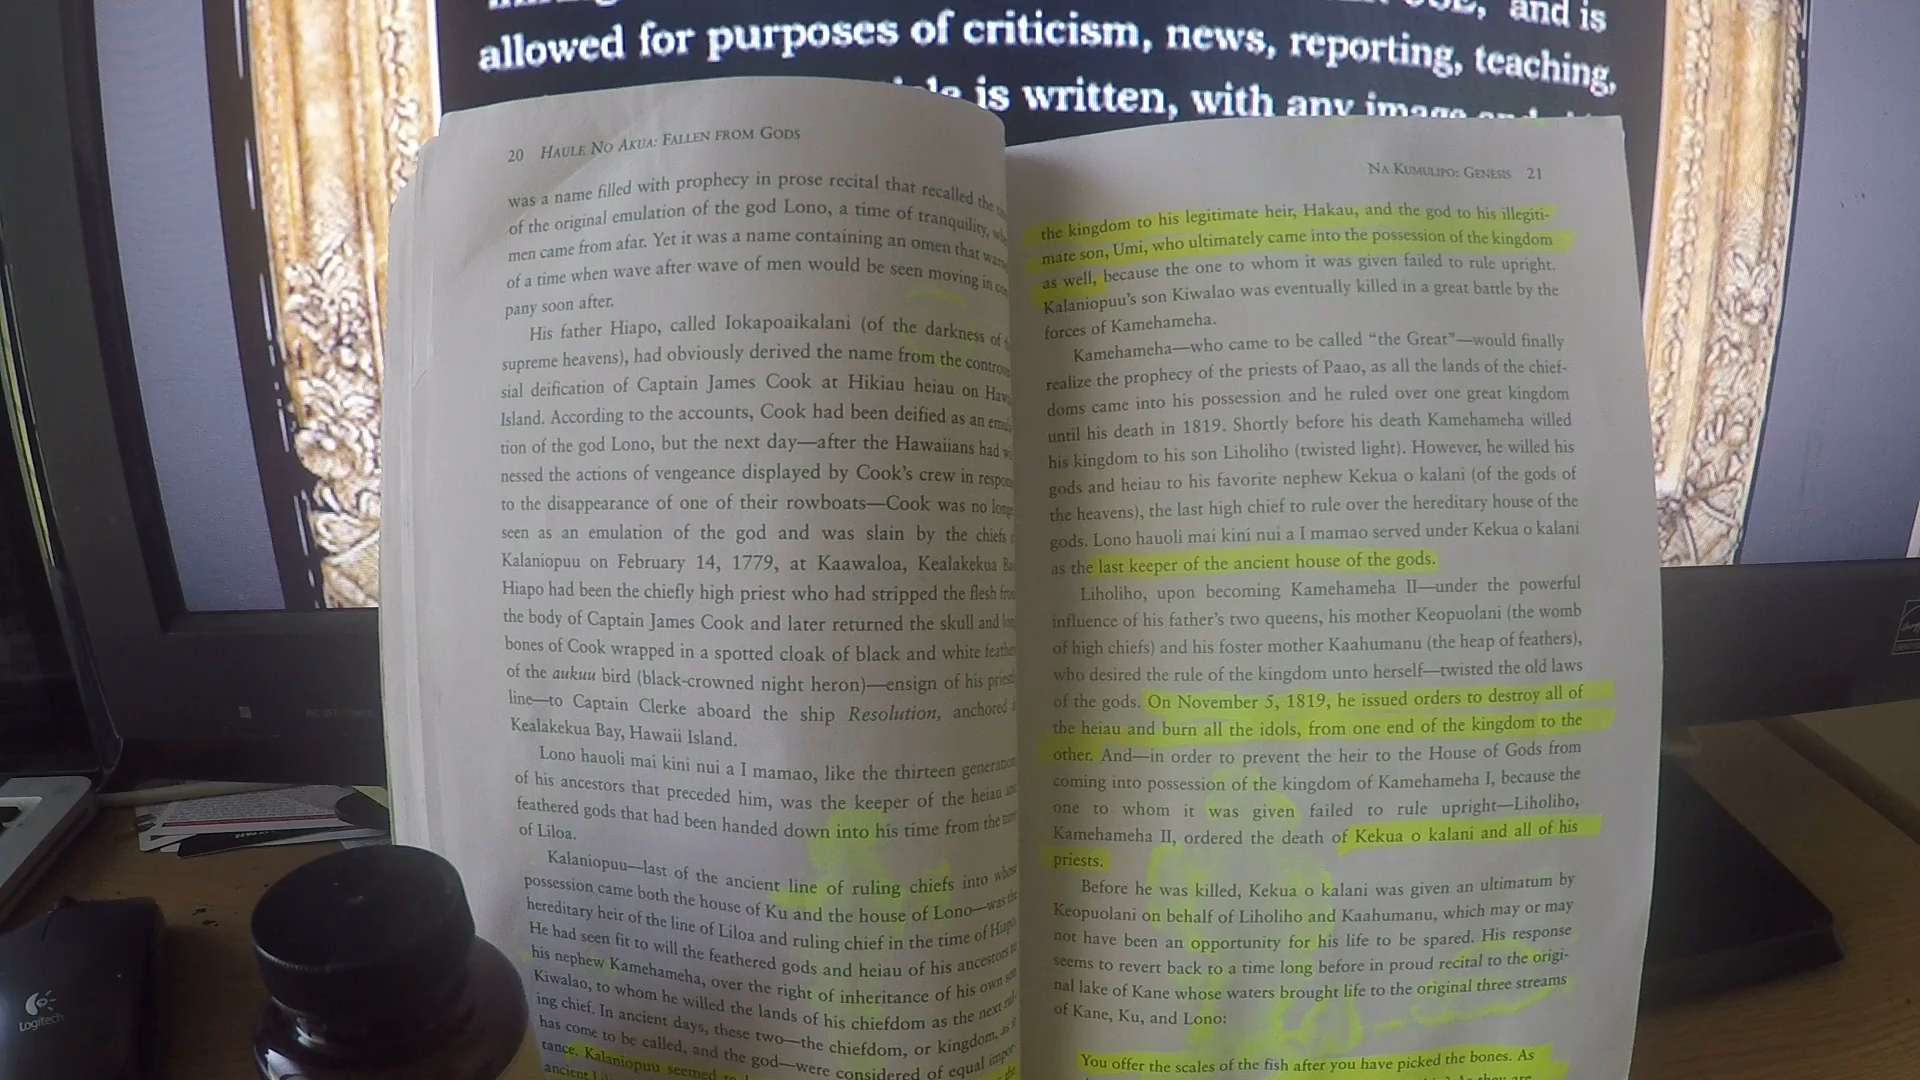 and is
allowed for purposes of criticism, news, reporting, teaching,
is written, with any image
20 HAULE NO AKUA: FALLEN FROM GODS
was a name filled with prophecy in prose recital that recalled the
of the original emulation of the god Lono, a time of tranquility,
men came from afar. Yet it was a name containing an omen that
of a time when wave after wave of men would be seen moving in
pany soon after.
His father Hiapo, called Iokapoaikalani (of the darkness of
supreme heavens), had obviously derived the name from the
sial deification of Captain James Cook at Hikiau heiau on
Island. According to the accounts, Cook had been deified as an
tion of the god Lono, but the next day—after the Hawaiians had
nessed the actions of vengeance displayed by Cook's crew in
to the disappearance of one of their rowboats—Cook was no
seen as an emulation of the god and was slain by the chiefs
Kalaniopuu on February 14, 1779, at Kaawaloa, Kealakekua
Hiapo had been the chiefly high priest who had stripped the flesh
the body of Captain James Cook and later returned the skull and
bones of Cook wrapped in a spotted cloak of black and white
of the aukuu bird (black-crowned night heron)—ensign of his
line—to Captain Clerke aboard the ship Resolution, anchored
Kealakekua Bay, Hawaii Island.
Lono hauoli mai kini nui a I mamao, like the thirteen
of his ancestors that preceded him, was the keeper of the heiau
feathered gods that had been handed down into his time from the
of Liloa.
Kalaniopuu—last of the ancient line of ruling chiefs into whose
possession came both the house of Ku and the house of Lono—was the
hereditary heir of the line of Liloa and ruling chief in the time of Hiapo
He had seen fit to will the feathered gods and heiau of his ancestors to
his nephew Kamehameha, over the right of inheritance of his own son
Kiwalao, to whom he willed the lands of his chiefdom as the next rul-
ing chief. In ancient days, these two—the chiefdom, or kingdom, as it
has come to be called, and the god—were considered of equal impor-
tance. Kalaniopuu seemed
ancient
NA KUMULIPO: GENESIS 21
the kingdom to his legitimate heir, Hakau, and the god to his illegiti-
mate son, Umi, who ultimately came into the possession of the kingdom
as well, because the one to whom it was given failed to rule upright.
Kalaniopuu's son Kiwalao was eventually killed in a great battle by the
forces of Kamehameha.
Kamehameha—who came to be called “the Great”—would finally
realize the prophecy of the priests of Paao, as all the lands of the chief-
doms came into his possession and he ruled over one great kingdom
until his death in 1819. Shortly before his death Kamehameha willed
his kingdom to his son Liholiho (twisted light). However, he willed his
gods and heiau to his favorite nephew Kekua o kalani (of the gods of
the heavens), the last high chief to rule over the hereditary house of the
gods. Lono hauoli mai kini nui a I mamao served under Kekua o kalani
as the last keeper of the ancient house of the gods.
Liholiho, upon becoming Kamehameha II—under the powerful
influence of his father's two queens, his mother Keopuolani (the womb
of high chiefs) and his foster mother Kaahumanu (the heap of feathers),
who desired the rule of the kingdom unto herself—twisted the old laws
of the gods. On November 5, 1819, he issued orders to destroy all of
the heiau and burn all the idols, from one end of the kingdom to the
other. And—in order to prevent the heir to the House of Gods from
coming into possession of the kingdom of Kamehameha I, because the
one to whom it was given failed to rule upright—Liholiho,
Kamehameha II, ordered the death of Kekua o kalani and all of his
priests.
Before he was killed, Kekua o kalani was given an ultimatum by
Keopuolani on behalf of Liholiho and Kaahumanu, which may or may
not have been an opportunity for his life to be spared. His response
seems to revert back to a time long before in proud recital to the origi-
nal lake of Kane whose waters brought life to the original three streams
of Kane, Ku, and Lono:
You offer the scales of the fish after you have picked the bones. As
Logitech